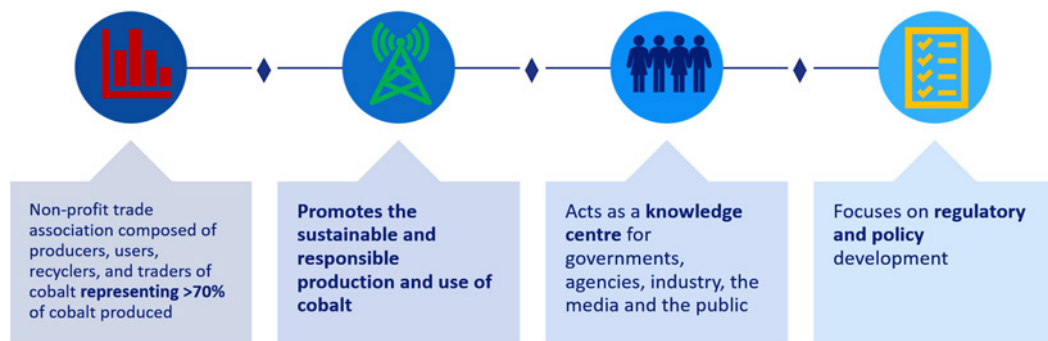 Non-profit trade
association composed of
producers, users,
recyclers, and traders of
cobalt representing >70%
of cobalt produced
Promotes the
sustainable and
responsible
production and use of
cobalt
Acts as a knowledge
centre for
governments,
agencies, industry, the
media and the public
Focuses on regulatory
and policy
development